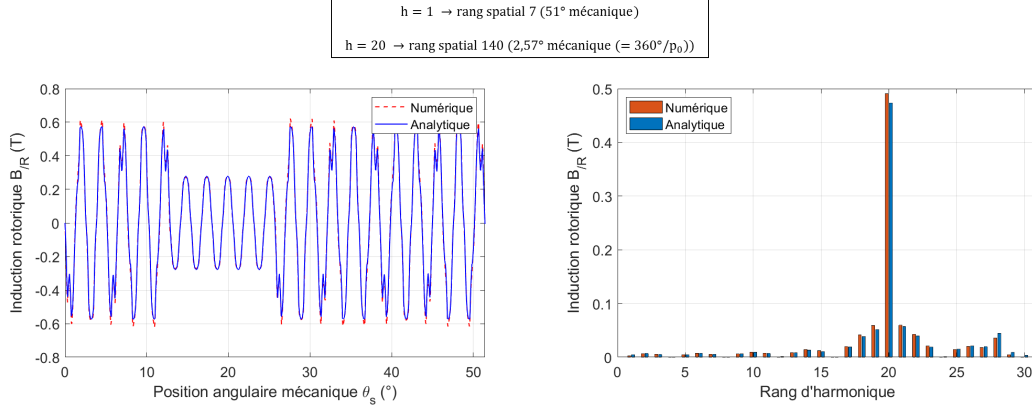 h = 1 → rang spatial 7 (51° mécanique)
h = 20 → rang spatial 140 (2,57° mécanique (= 360°/p₀))
0.8
0.6
0.4
0.2
0
-0.2
-0.4
-0.6
-0.8
Induction rotorique B/R (T)
Numérique
Analytique
0
10
20
30
40
50
Position angulaire mécanique θs (°)
0.5
0.4
0.3
0.2
0.1
0
Induction rotorique B/R (T)
Numérique
Analytique
0
5
10
15
20
25
30
Rang d'harmonique